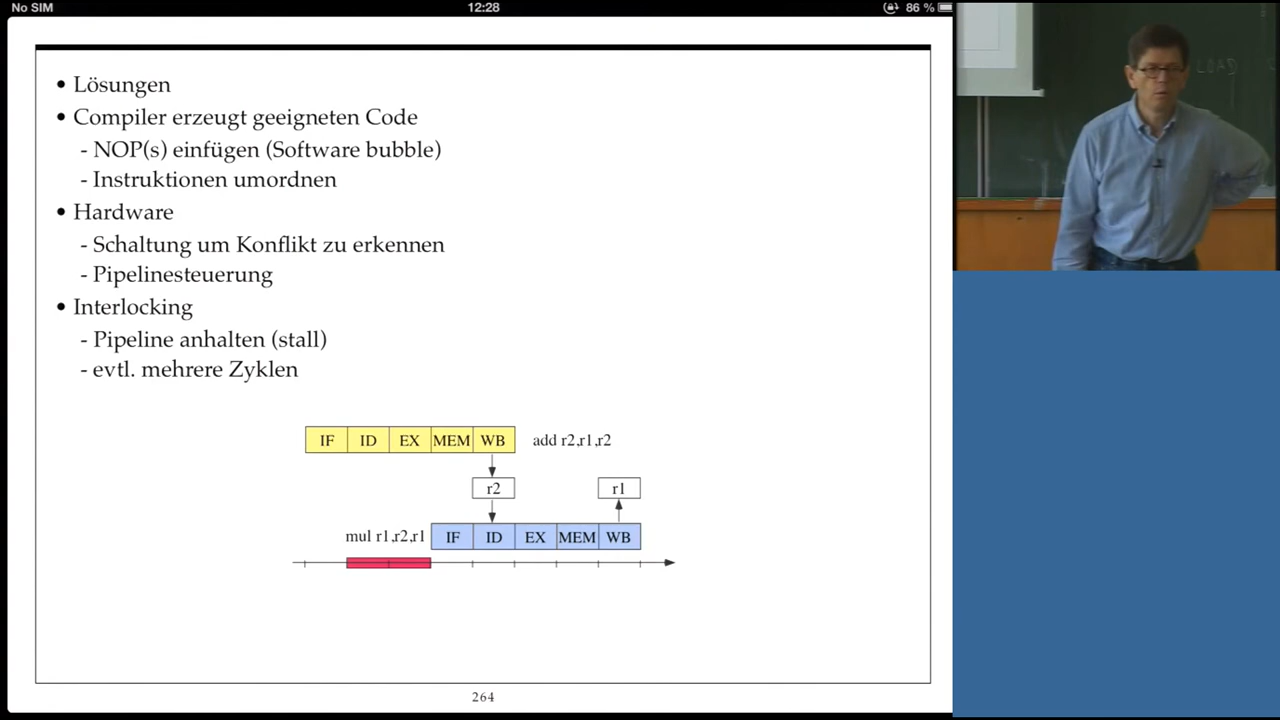 No SIM 12:28 86 %
• Lösungen
• Compiler erzeugt geeigneten Code
- NOP(s) einfügen (Software bubble)
- Instruktionen umordnen
• Hardware
- Schaltung um Konflikt zu erkennen
- Pipelinesteuerung
• Interlocking
- Pipeline anhalten (stall)
- evtl. mehrere Zyklen
IF ID EX MEM WB add r2,r1,r2
r2 r1
mul r1,r2,r1 IF ID EX MEM WB
264
LOAD